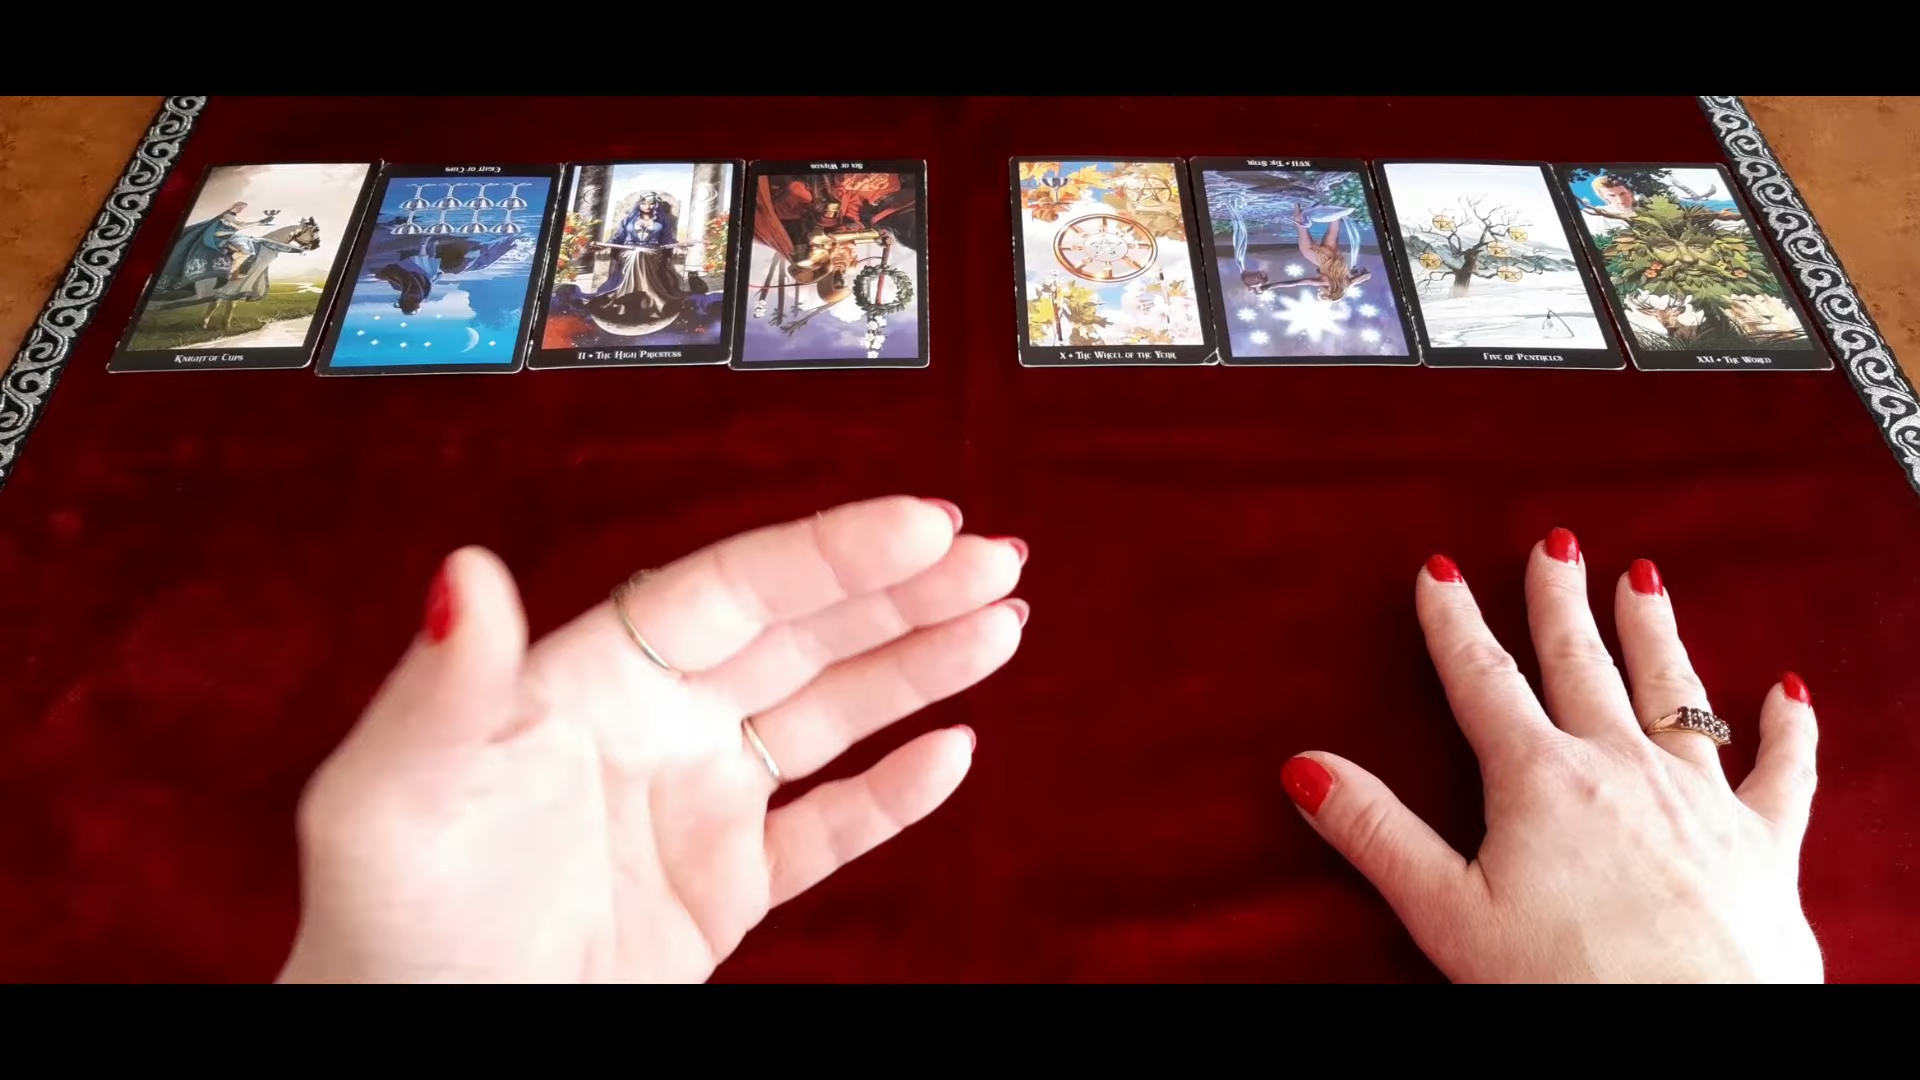 KNIGHT OF CUPS
EIGHT OF CUPS
II • THE HIGH PRIESTESS
SIX OF WANDS
X • THE WHEEL OF THE YEAR
XVII • THE STAR
FIVE OF PENTACLES
XXI • THE WORLD